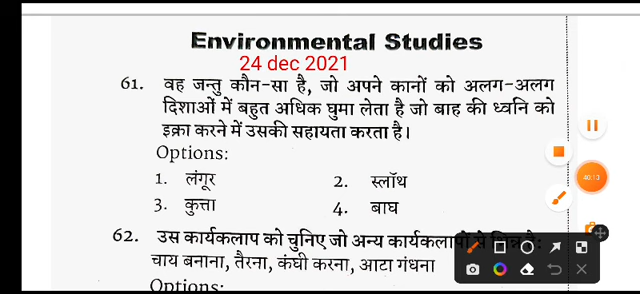 Environmental Studies
24 dec 2021
61. वह जन्तु कौन-सा है, जो अपने कानों को अलग-अलग
दिशाओं में बहुत अधिक घुमा लेता है जो बाह की ध्वनि को
इक्रा करने में उसकी सहायता करता है।
Options:
1. लंगूर 2. स्लॉथ
3. कुत्ता 4. बाघ
62. उस कार्यकलाप को चुनिए जो अन्य कार्यकलापों से भिन्न है:
चाय बनाना, तैरना, कंघी करना, आटा गंधना
Options: